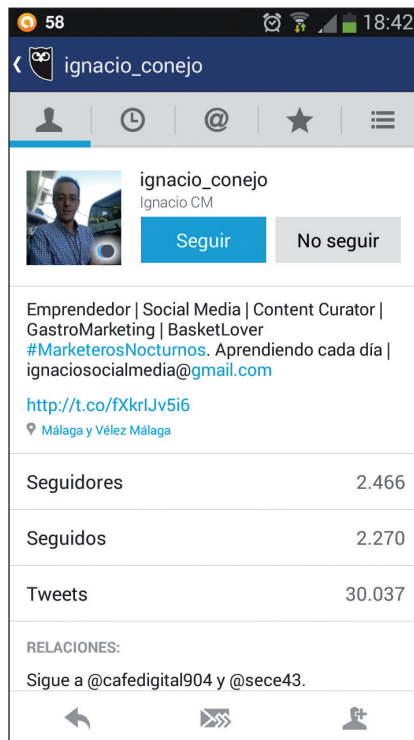 58 18:42
ignacio_conejo
@
ignacio_conejo
Ignacio CM
Seguir No seguir
Emprendedor | Social Media | Content Curator |
GastroMarketing | BasketLover
#MarketerosNocturnos. Aprendiendo cada día |
ignaciosocialmedia@gmail.com
http://t.co/fXkrIJv5i6
Málaga y Vélez Málaga
Seguidores 2.466
Seguidos 2.270
Tweets 30.037
RELACIONES:
Sigue a @cafedigital904 y @sece43.